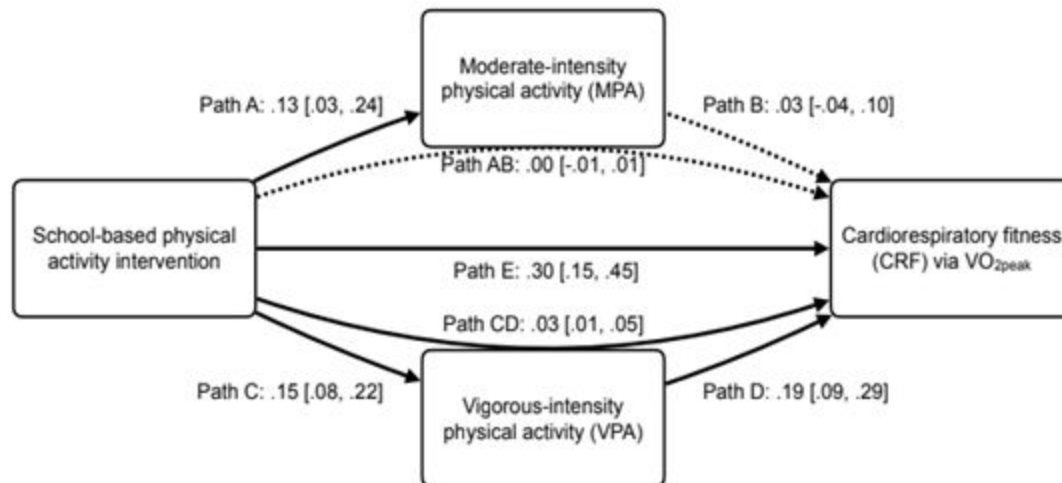 Moderate-intensity
physical activity (MPA)
Path A: .13 [.03, .24]
Path B: .03 [-.04, .10]
Path AB: .00 [-.01, .01]
School-based physical
activity intervention
Cardiorespiratory fitness
(CRF) via VO₂peak
Path E: .30 [.15, .45]
Path CD: .03 [.01, .05]
Path C: .15 [.08, .22]
Path D: .19 [.09, .29]
Vigorous-intensity
physical activity (VPA)